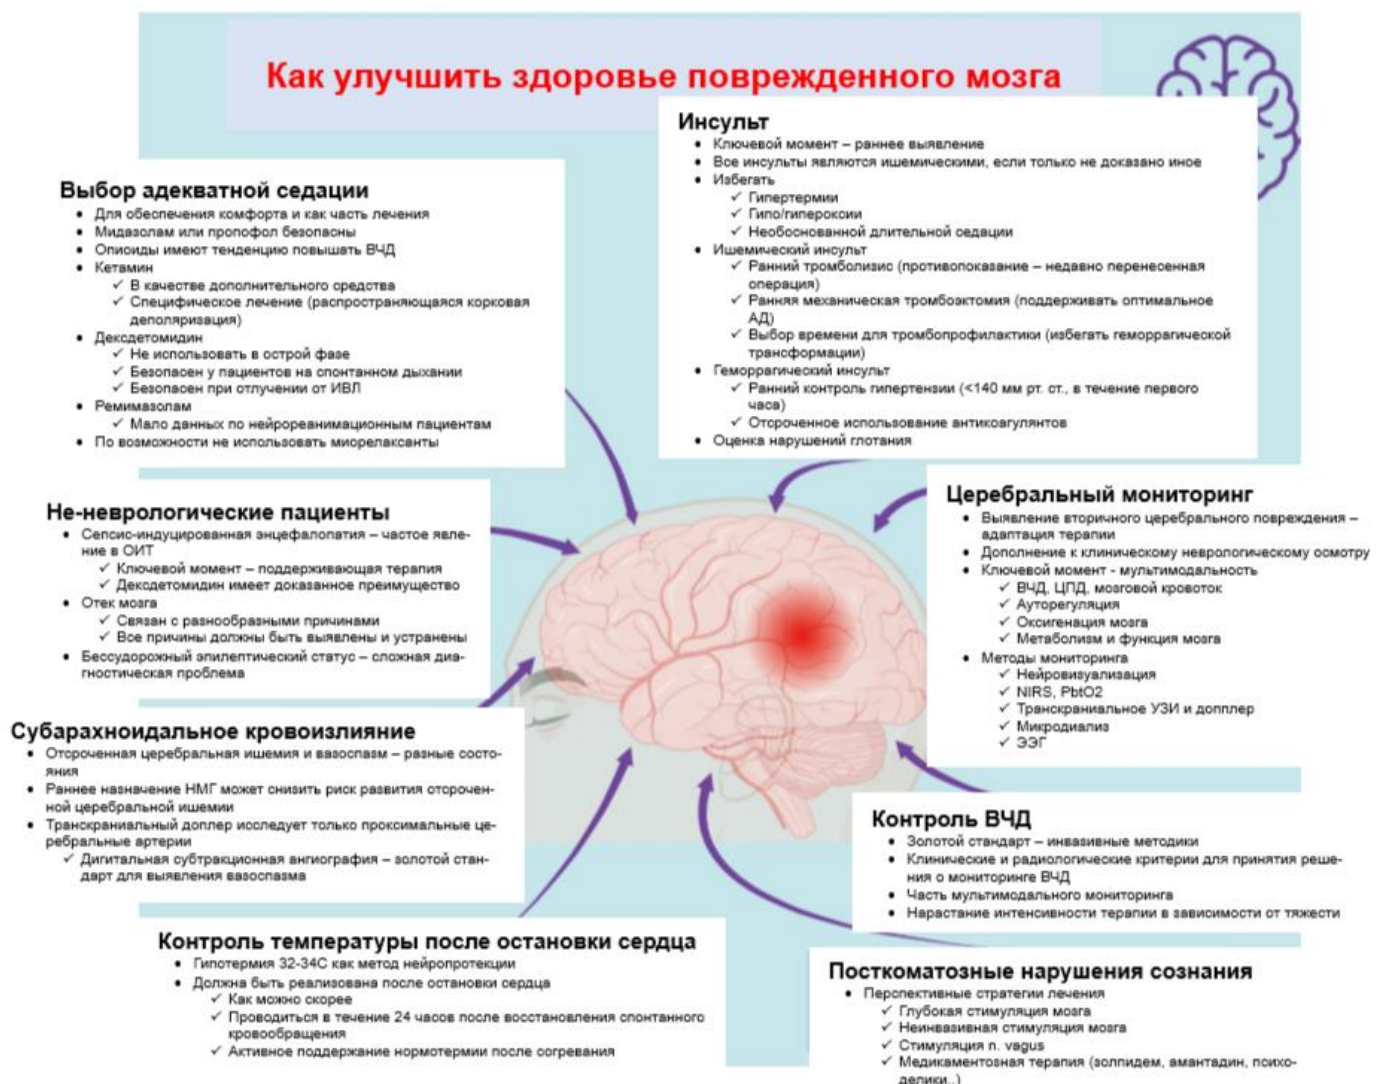 Как улучшить здоровье поврежденного мозга
Инсульт
• Ключевой момент – раннее выявление
• Все инсульты являются ишемическими, если только не доказано иное
• Избегать
✓ Гипертермии
✓ Гипо/гипероксии
✓ Необоснованной длительной седации
• Ишемический инсульт
✓ Ранний тромболизис (противопоказание – недавно перенесенная
операция)
✓ Ранняя механическая тромбоэктомия (поддерживать оптимальное
АД)
✓ Выбор времени для тромбопрофилактики (избегать геморрагической
трансформации)
• Геморрагический инсульт
✓ Ранний контроль гипертензии (<140 мм рт. ст., в течение первого
часа)
✓ Отсроченное использование антикоагулянтов
• Оценка нарушений глотания
Выбор адекватной седации
• Для обеспечения комфорта и как часть лечения
• Мидазолам или пропофол безопасны
• Описиды имеют тенденцию повышать ВЧД
• Кетамин
✓ В качестве дополнительного средства
✓ Специфическое лечение (распространяющаяся корковая
деполяризация)
• Дексдетомидин
✓ Не использовать в острой фазе
✓ Безопасен у пациентов на спонтанном дыхании
✓ Безопасен при отлучении от ИВЛ
• Ремимазолам
✓ Мало данных по нейрореанимационным пациентам
• По возможности не использовать миорелаксанты
Церебральный мониторинг
• Выявление вторичного церебрального повреждения –
адаптация терапии
• Дополнение к клиническому неврологическому осмотру
• Ключевой момент - мультимодальность
✓ ВЧД, ЦПД, мозговой кровоток
✓ Ауторегуляция
✓ Оксигенация мозга
✓ Метаболизм и функция мозга
• Методы мониторинга
✓ Нейровизуализация
✓ NIRS, PbtO2
✓ Транскраниальное УЗИ и допплер
✓ Микродиализ
✓ ЭЭГ
Не-неврологические пациенты
• Сепсис-индуцированная энцефалопатия – частое явле-
ние в ОИТ
✓ Ключевой момент – поддерживающая терапия
✓ Дексдетомидин имеет доказанное преимущество
• Отек мозга
✓ Связан с разнообразными причинами
✓ Все причины должны быть выявлены и устранены
• Бессудорожный эпилептический статус – сложная диа-
гностическая проблема
Субарахноидальное кровоизлияние
• Отсроченная церебральная ишемия и вазоспазм – разные состо-
яния
• Раннее назначение НМГ может снизить риск развития отсрочен-
ной церебральной ишемии
• Транскраниальный доплер исследует только проксимальные це-
ребральные артерии
✓ Дигитальная субтракционная ангиография – золотой стан-
дарт для выявления вазоспазма
Контроль ВЧД
• Золотой стандарт – инвазивные методики
• Клинические и радиологические критерии для принятия реше-
ния о мониторинге ВЧД
• Часть мультимодального мониторинга
• Нарастание интенсивности терапии в зависимости от тяжести
Контроль температуры после остановки сердца
• Гипотермия 32-34С как метод нейропротекции
• Должна быть реализована после остановки сердца
✓ Как можно скорее
✓ Проводиться в течение 24 часов после восстановления спонтанного
кровообращения
✓ Активное поддержание нормотермии после согревания
Посткоматозные нарушения сознания
• Перспективные стратегии лечения
✓ Глубокая стимуляция мозга
✓ Неинвазивная стимуляция мозга
✓ Стимуляция n. vagus
✓ Медикаментозная терапия (золпидем, амантадин, психо-
делики..)